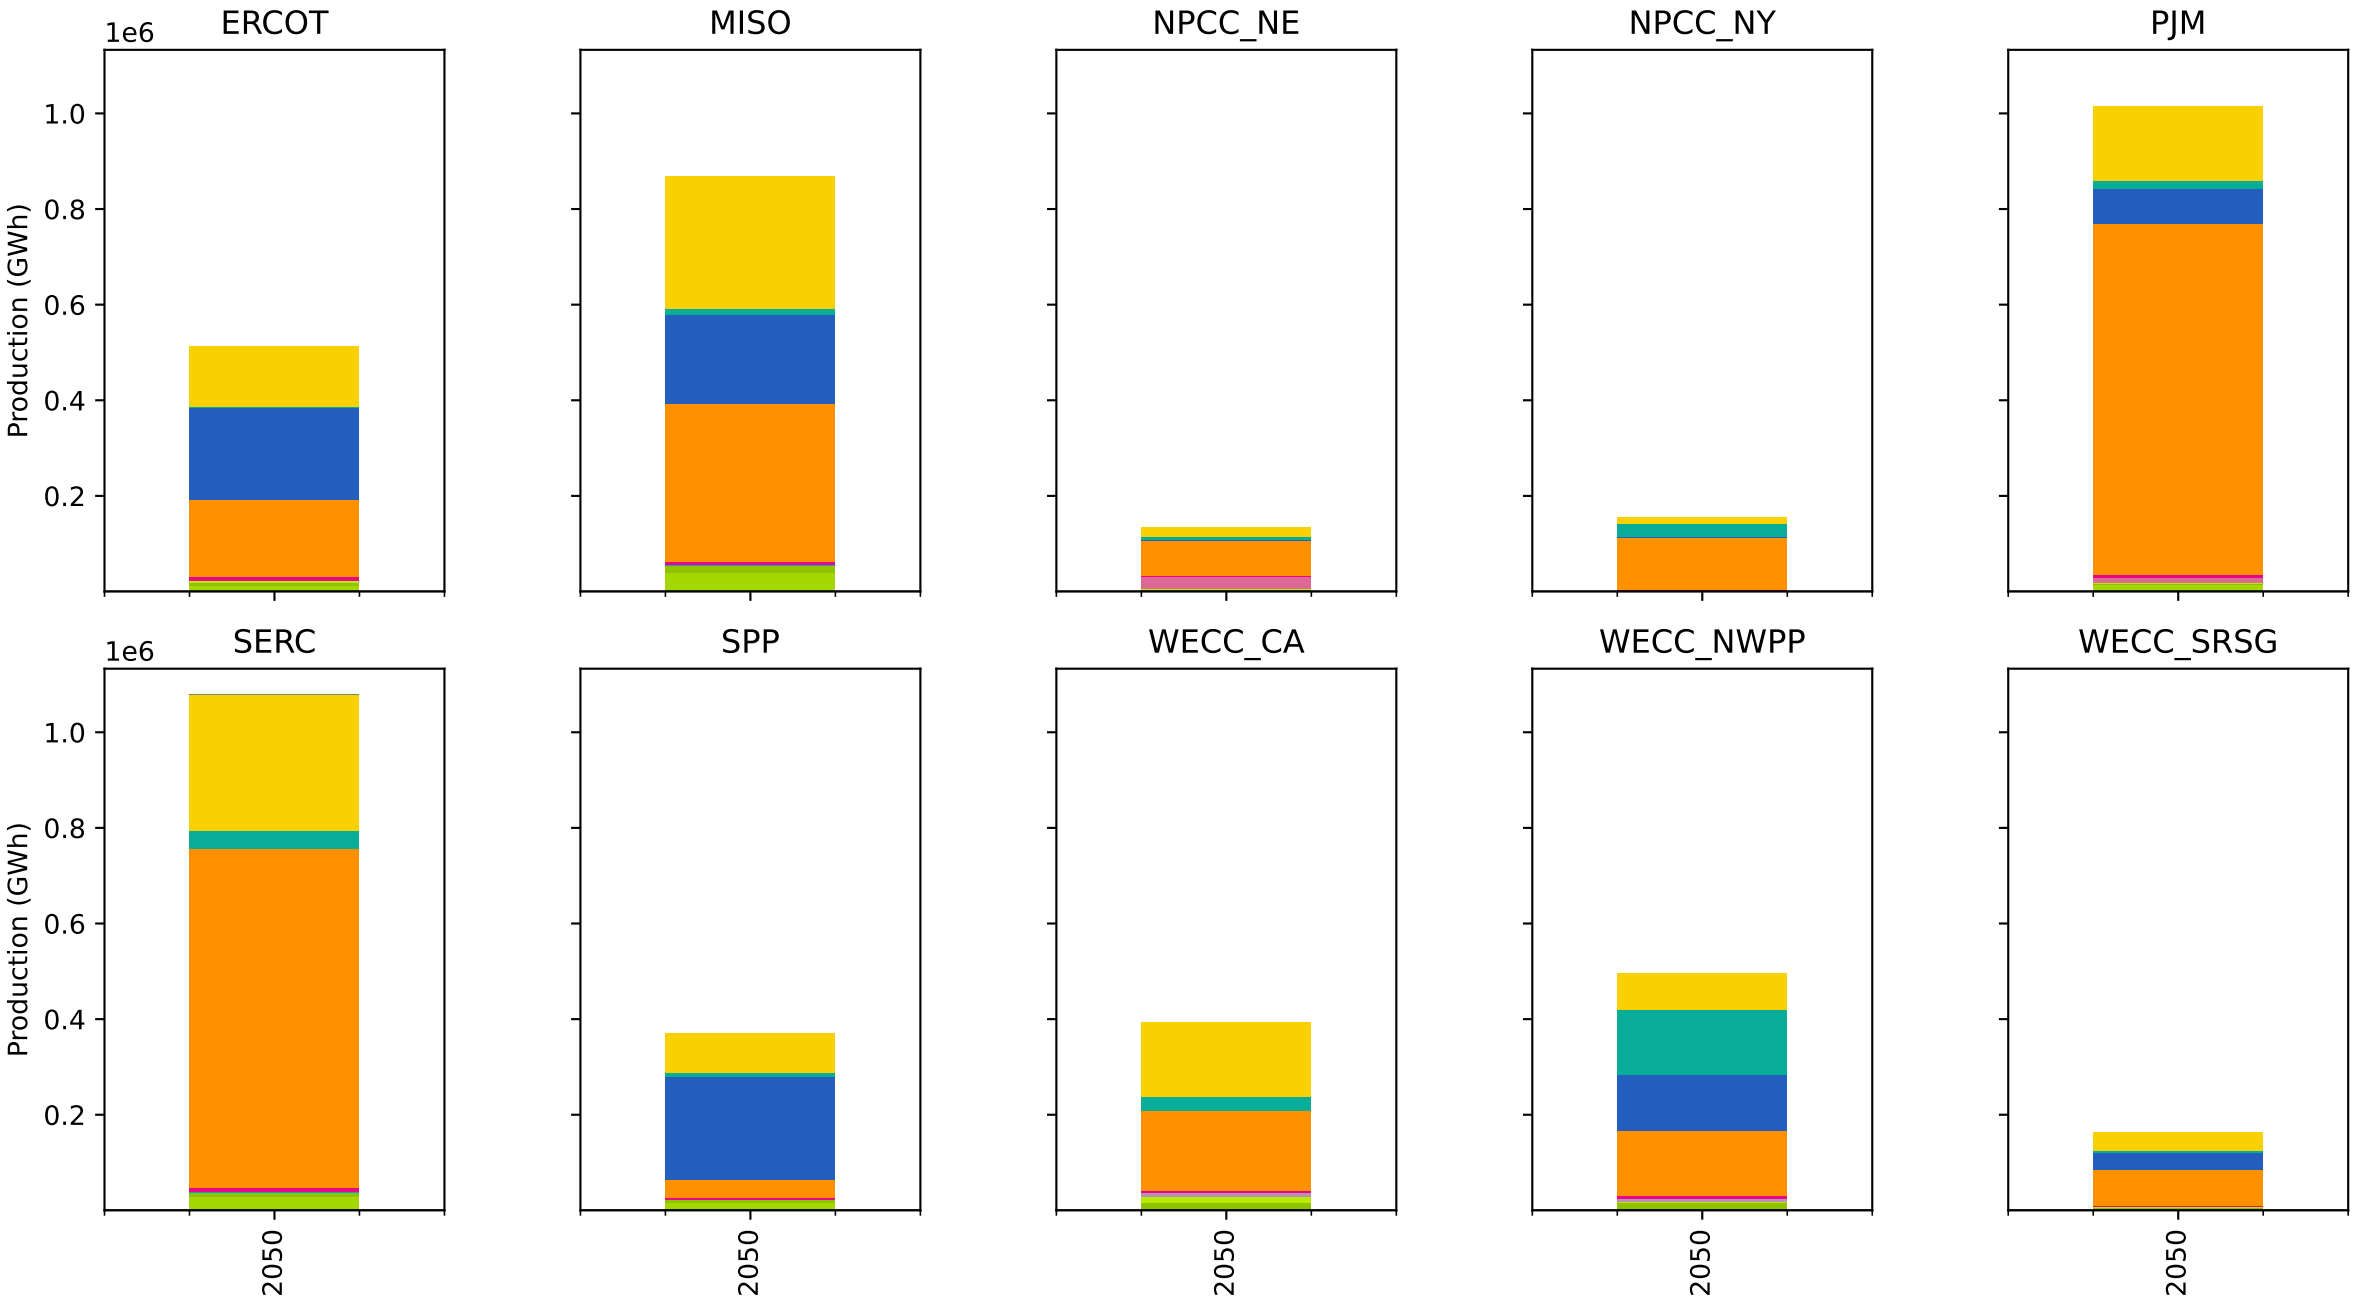 ERCOT
MISO
NPCC_NE
NPCC_NY
PJM
1e6
1.0
0.8
0.6
0.4
0.2
Production (GWh)
SERC
SPP
WECC_CA
WECC_NWPP
WECC_SRSG
1e6
1.0
0.8
0.6
0.4
0.2
Production (GWh)
2050
2050
2050
2050
2050